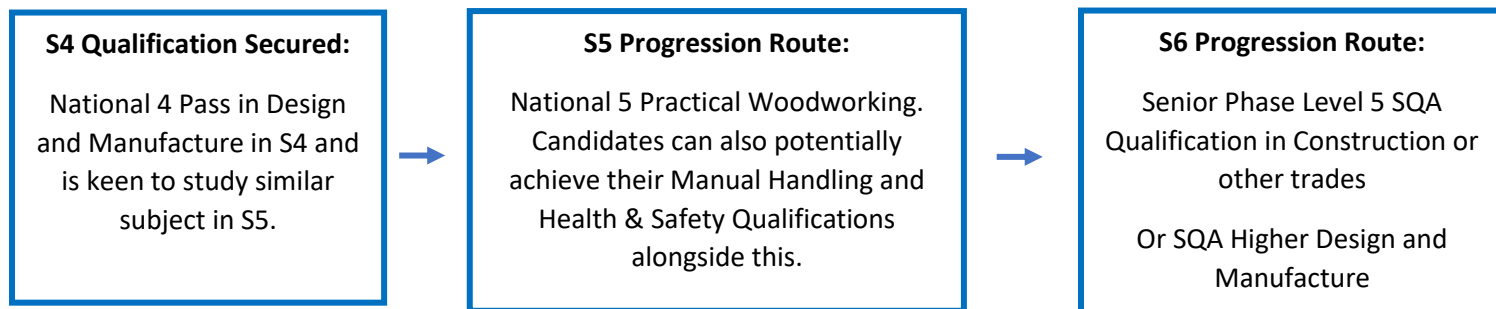 S4 Qualification Secured:
National 4 Pass in Design
and Manufacture in S4 and
is keen to study similar
subject in S5.
S5 Progression Route:
National 5 Practical Woodworking.
Candidates can also potentially
achieve their Manual Handling and
Health & Safety Qualifications
alongside this.
S6 Progression Route:
Senior Phase Level 5 SQA
Qualification in Construction or
other trades
Or SQA Higher Design and
Manufacture